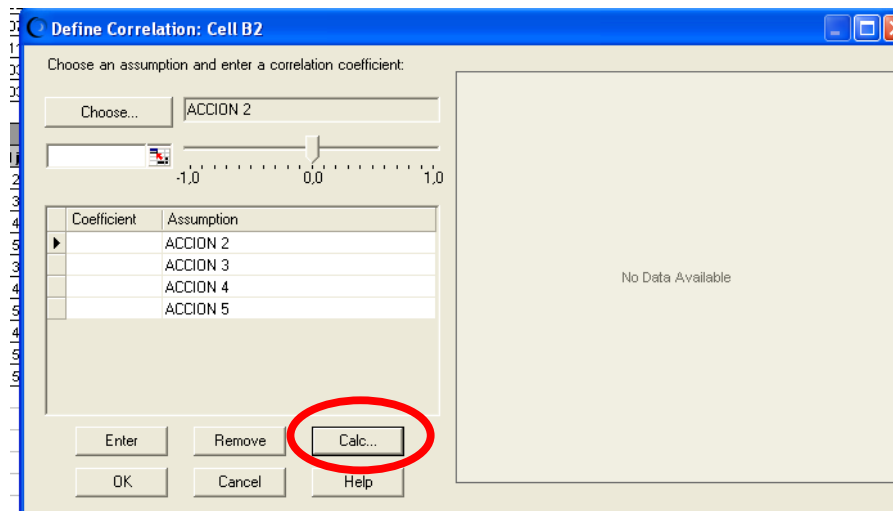 Define Correlation: Cell B2
Choose an assumption and enter a correlation coefficient:
Choose... ACCION 2
-1,0 0,0 1,0
Coefficient Assumption
ACCION 2
ACCION 3
ACCION 4
ACCION 5
No Data Available
Enter Remove Calc...
OK Cancel Help